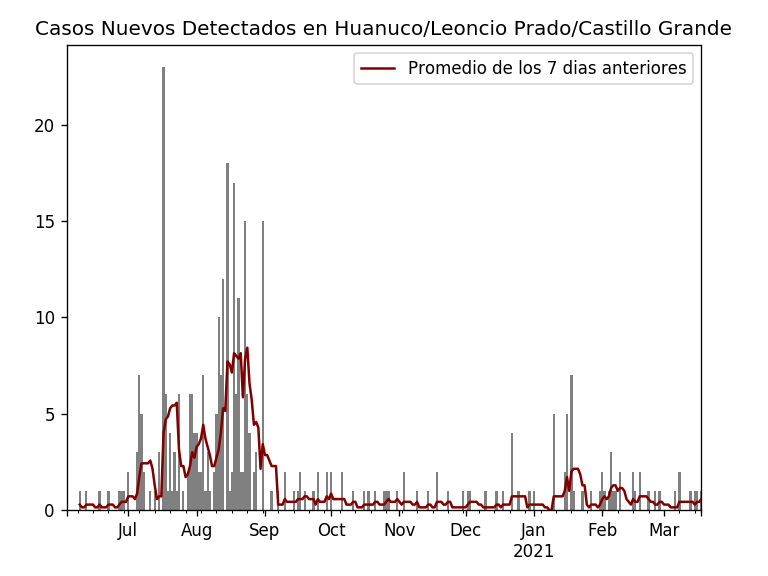 Casos Nuevos Detectados en Huanuco/Leoncio Prado/Castillo Grande
Promedio de los 7 dias anteriores
20
15
10
5
0
Jul Aug Sep Oct Nov Dec Jan Feb Mar
2021